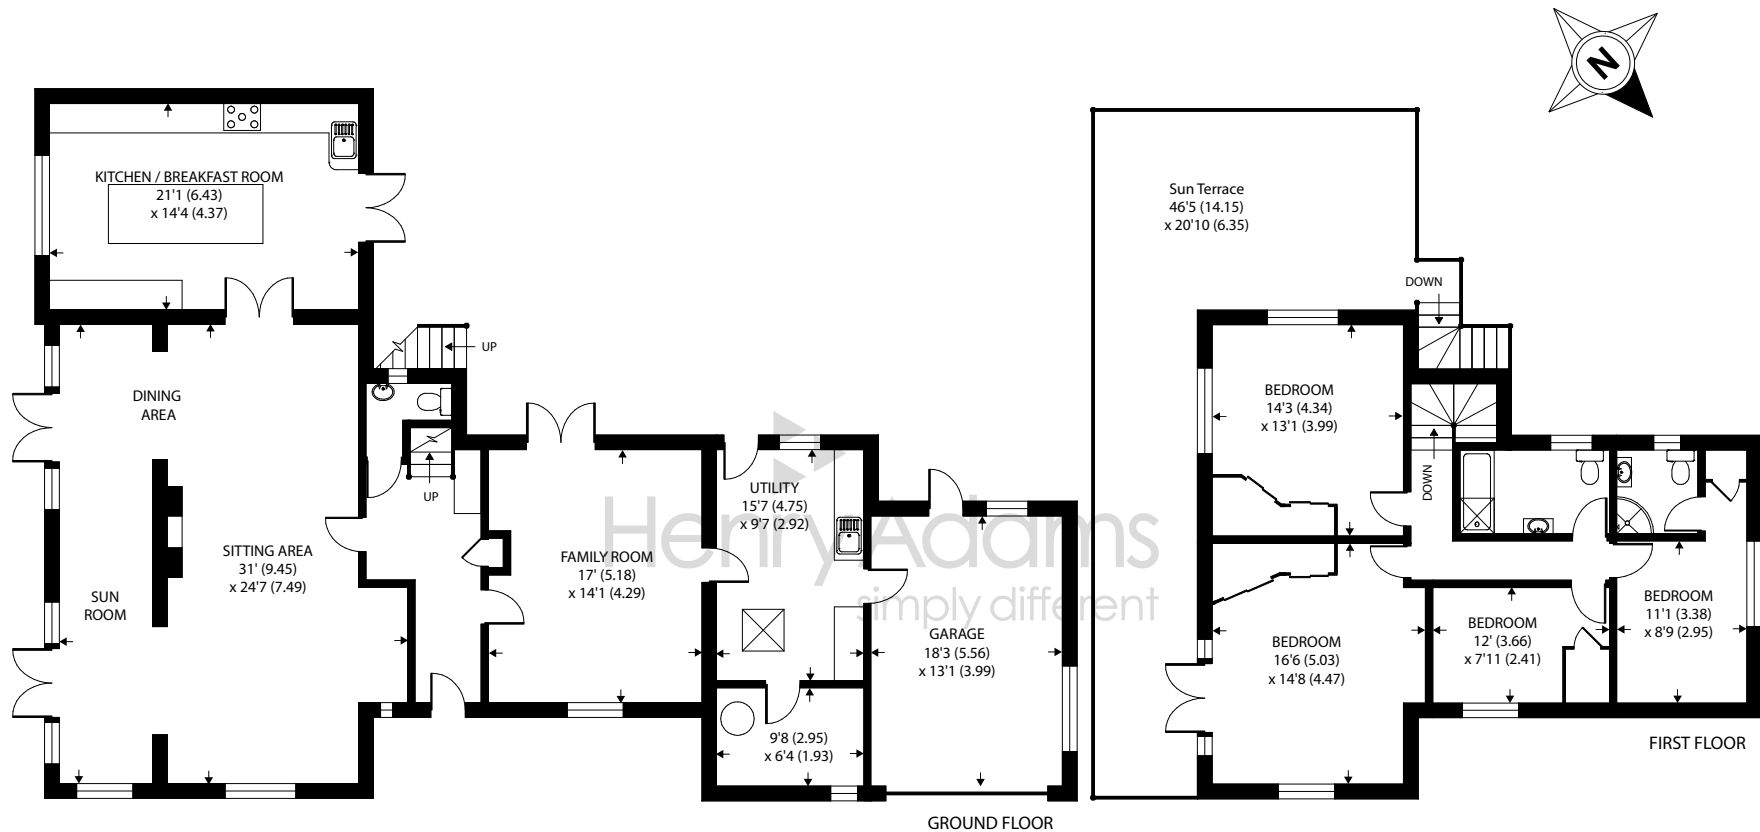 N
KITCHEN / BREAKFAST ROOM
21'1 (6.43)
x 14'4 (4.37)
DINING
AREA
UP
UP
SITTING AREA
31' (9.45)
x 24'7 (7.49)
SUN
ROOM
FAMILY ROOM
17' (5.18)
x 14'1 (4.29)
UTILITY
15'7 (4.75)
x 9'7 (2.92)
9'8 (2.95)
x 6'4 (1.93)
GARAGE
18'3 (5.56)
x 13'1 (3.99)
GROUND FLOOR
Henry Adams
simply different
Sun Terrace
46'5 (14.15)
x 20'10 (6.35)
DOWN
BEDROOM
14'3 (4.34)
x 13'1 (3.99)
DOWN
BEDROOM
16'6 (5.03)
x 14'8 (4.47)
BEDROOM
12' (3.66)
x 7'11 (2.41)
BEDROOM
11'1 (3.38)
x 8'9 (2.95)
FIRST FLOOR